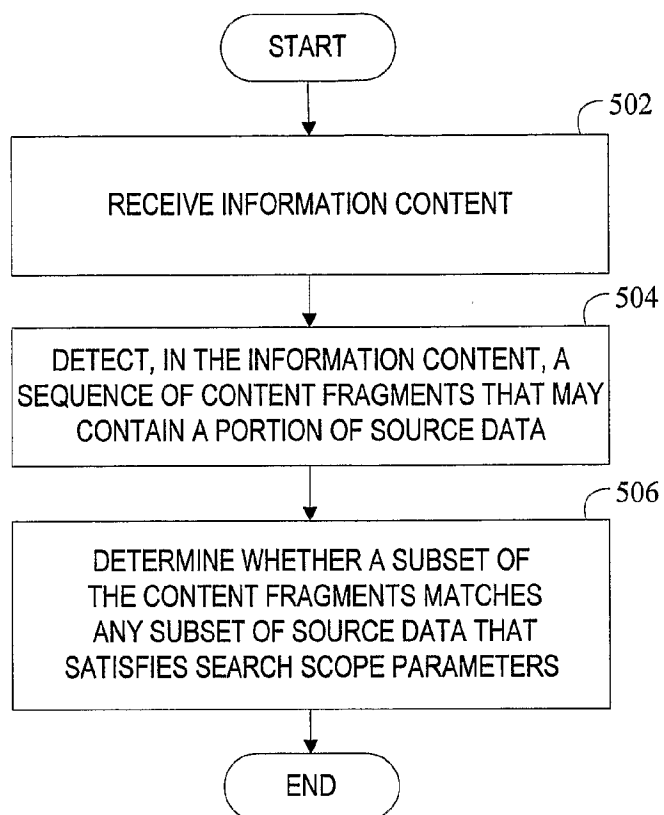 START
502
RECEIVE INFORMATION CONTENT
504
DETECT, IN THE INFORMATION CONTENT, A
SEQUENCE OF CONTENT FRAGMENTS THAT MAY
CONTAIN A PORTION OF SOURCE DATA
506
DETERMINE WHETHER A SUBSET OF
THE CONTENT FRAGMENTS MATCHES
ANY SUBSET OF SOURCE DATA THAT
SATISFIES SEARCH SCOPE PARAMETERS
END